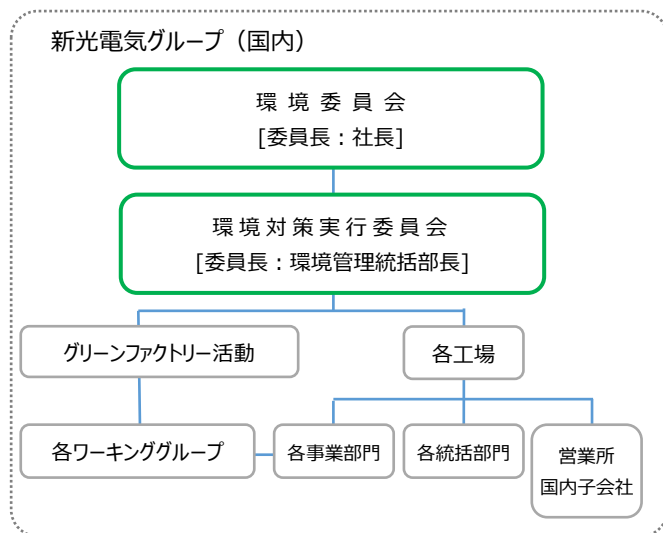 新光電気グループ（国内）
環境委員会
[委員長：社長]
環境対策実行委員会
[委員長：環境管理統括部長]
グリーンファクトリー活動
各工場
各ワーキンググループ
各事業部門
各統括部門
営業所
国内子会社